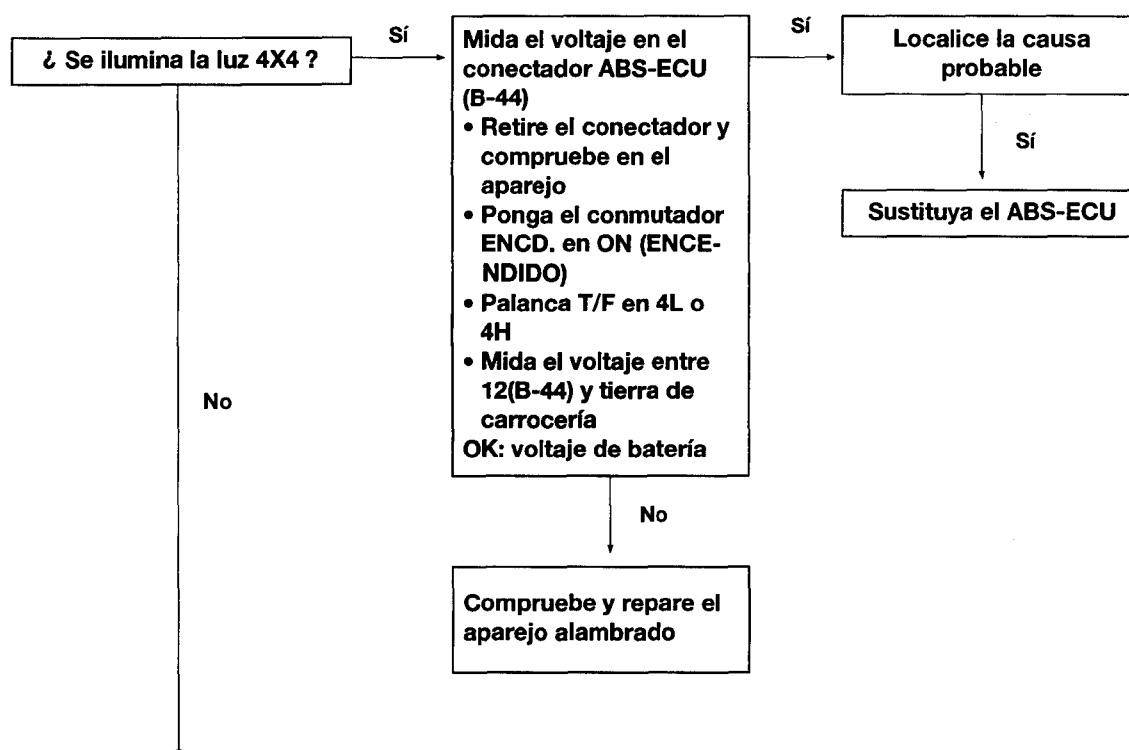 ¿ Se ilumina la luz 4X4 ?
Sí
Mida el voltaje en el
conectador ABS-ECU
(B-44)
• Retire el conectador y
compruebe en el
aparejo
• Ponga el conmutador
ENCD. en ON (ENCE-
NDIDO)
• Palanca T/F en 4L o
4H
• Mida el voltaje entre
12(B-44) y tierra de
carrocería
OK: voltaje de batería
Sí
Localice la causa
probable
Sí
Sustituya el ABS-ECU
No
No
Compruebe y repare el
aparejo alambrado